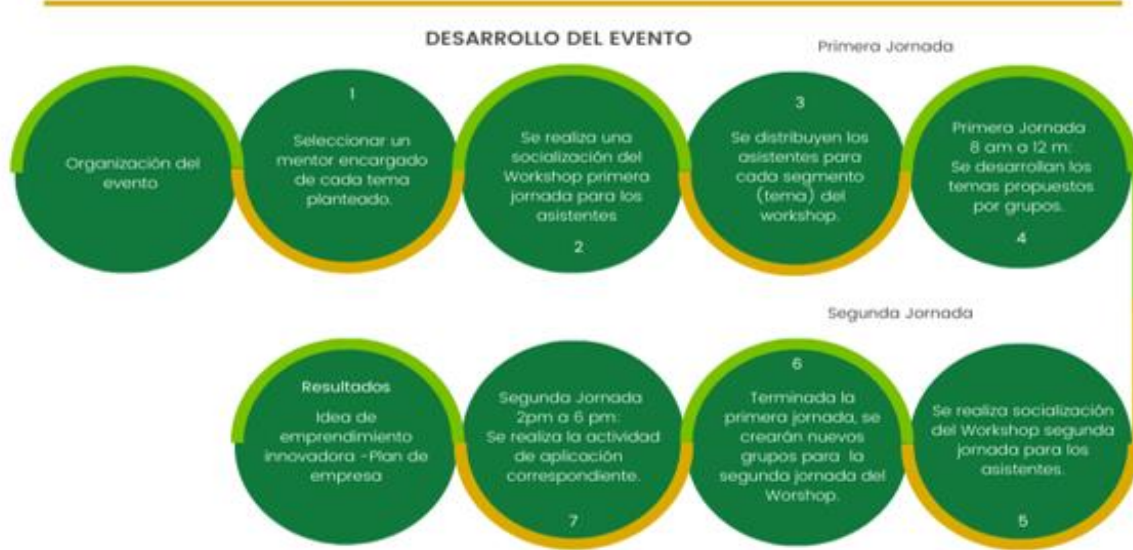 DESARROLLO DEL EVENTO
Primera Jornada
Organización del
evento
1
Seleccionar un
mentor encargado
de cada tema
planteado.
Se realiza una
socialización del
Workshop primera
jornada para los
asistentes
2
3
Se distribuyen los
asistentes para
cada segmento
(tema) del
workshop.
Primera Jornada
8 am a 12 m:
Se desarrollan los
temas propuestos
por grupos.
4
Segunda Jornada
Se realiza socialización
del Workshop segunda
jornada para los
asistentes.
5
6
Terminada la
primera jornada, se
crearán nuevos
grupos para la
segunda jornada del
Worshop.
Segunda Jornada
2pm a 6 pm:
Se realiza la actividad
de aplicación
correspondiente.
7
Resultados
Idea de
emprendimiento
innovadora -Plan de
empresa